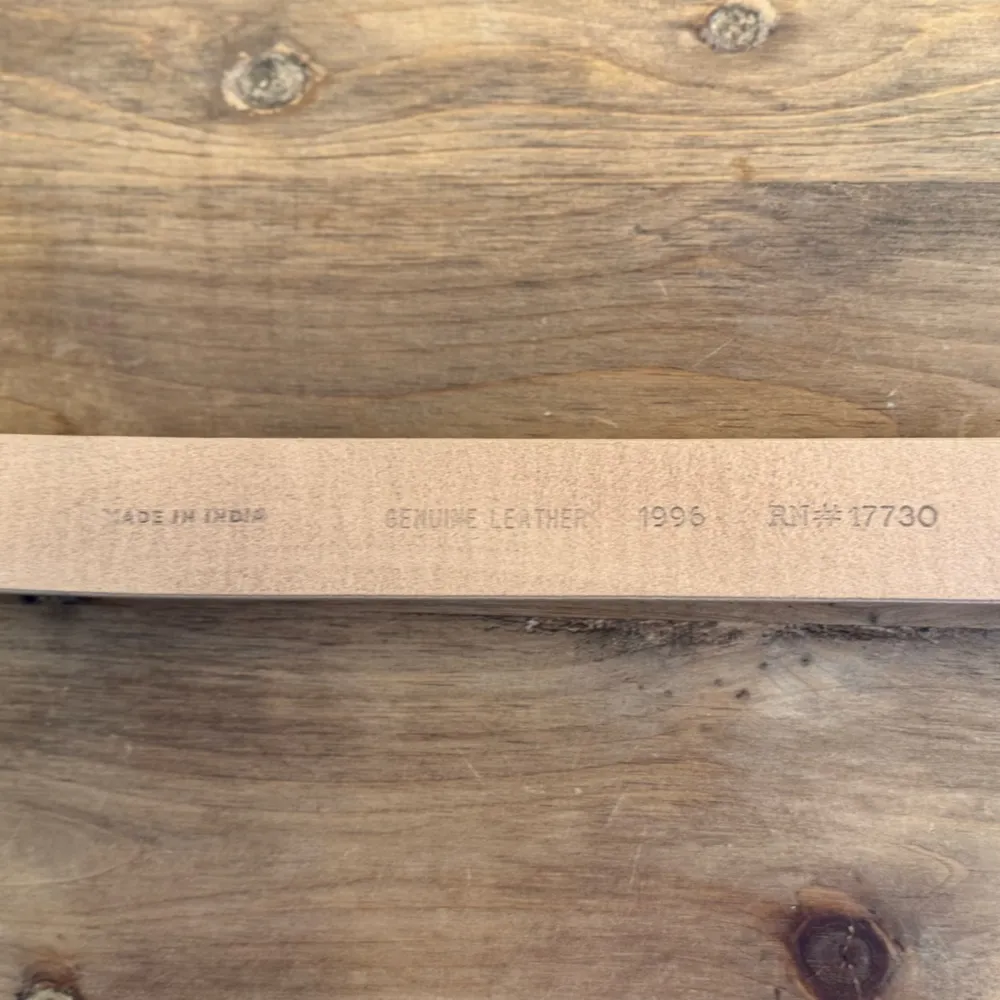 MADE IN INDIA GENUINE LEATHER 1996 RN# 17730